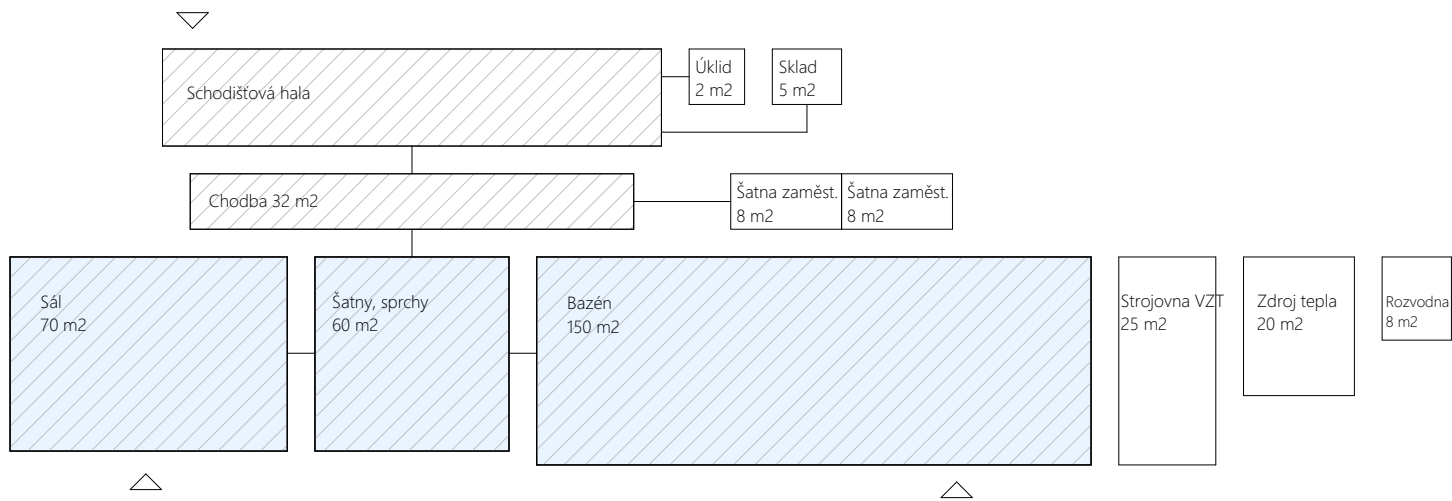 Úklid
2 m2
Sklad
5 m2
Schodišťová hala
Chodba 32 m2
Šatna zaměst.
8 m2
Šatna zaměst.
8 m2
Sál
70 m2
Šatny, sprchy
60 m2
Bazén
150 m2
Strojovna VZT
25 m2
Zdroj tepla
20 m2
Rozvodna
8 m2